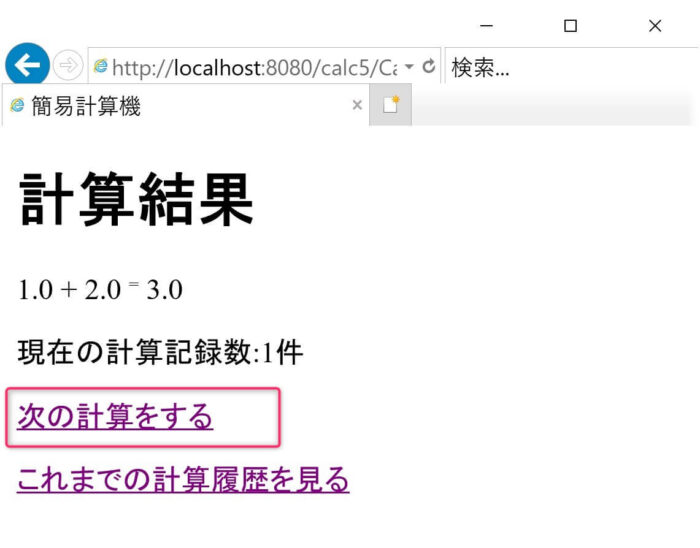 http://localhost:8080/calc5/Ca
検索...
簡易計算機
計算結果
1.0 + 2.0 = 3.0
現在の計算記録数:1件
次の計算をする
これまでの計算履歴を見る